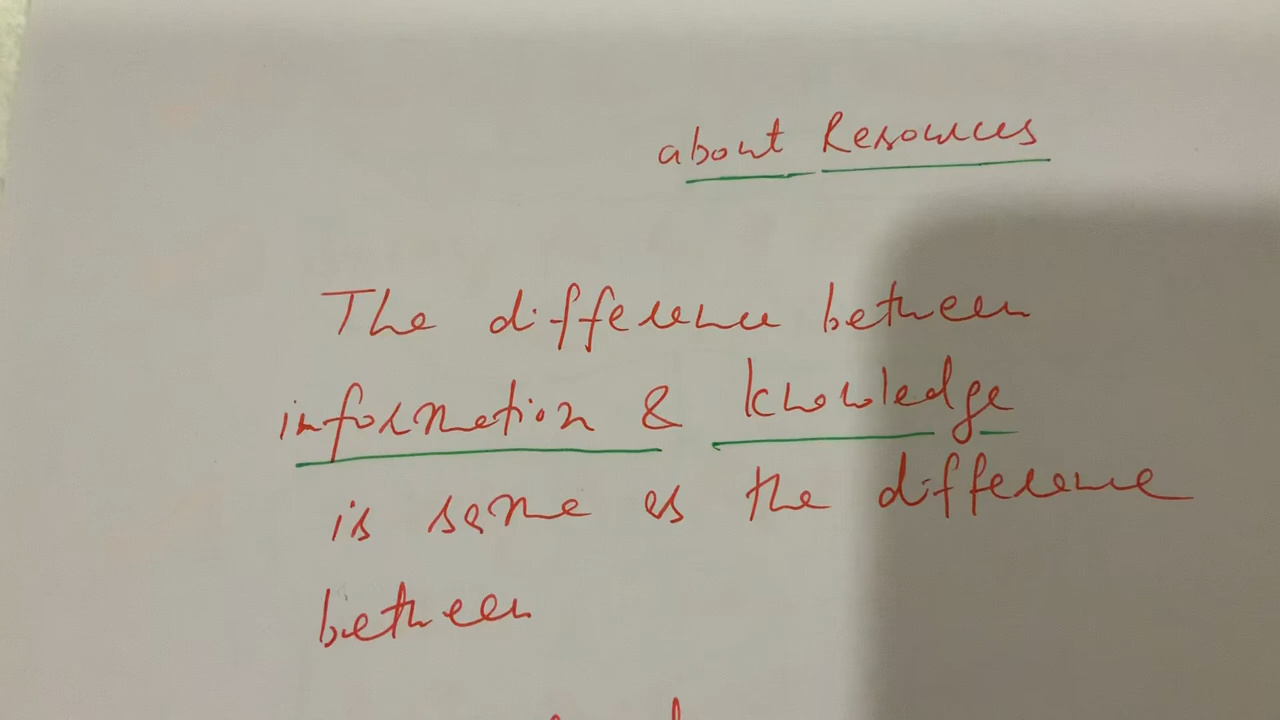 about Resources
The difference between
information & knowledge
is same as the difference
between